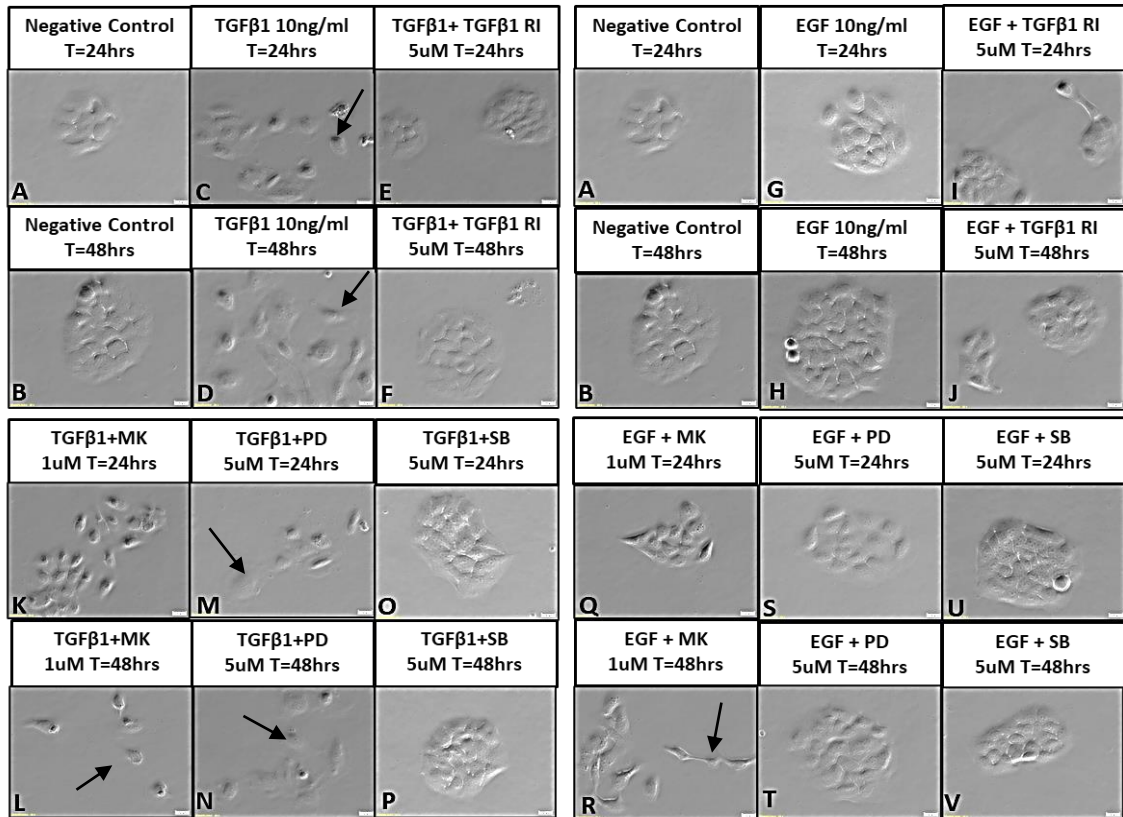 Negative Control
T=24hrs
TGFβ1 10ng/ml
T=24hrs
TGFβ1+ TGFβ1 RI
5uM T=24hrs
A
C
E
Negative Control
T=48hrs
TGFβ1 10ng/ml
T=48hrs
TGFβ1+ TGFβ1 RI
5uM T=48hrs
B
D
F
TGFβ1+MK
1uM T=24hrs
TGFβ1+PD
5uM T=24hrs
TGFβ1+SB
5uM T=24hrs
K
M
O
TGFβ1+MK
1uM T=48hrs
TGFβ1+PD
5uM T=48hrs
TGFβ1+SB
5uM T=48hrs
L
N
P
Negative Control
T=24hrs
EGF 10ng/ml
T=24hrs
EGF + TGFβ1 RI
5uM T=24hrs
A
G
I
Negative Control
T=48hrs
EGF 10ng/ml
T=48hrs
EGF + TGFβ1 RI
5uM T=48hrs
B
H
J
EGF + MK
1uM T=24hrs
EGF + PD
5uM T=24hrs
EGF + SB
5uM T=24hrs
Q
S
U
EGF + MK
1uM T=48hrs
EGF + PD
5uM T=48hrs
EGF + SB
5uM T=48hrs
R
T
V